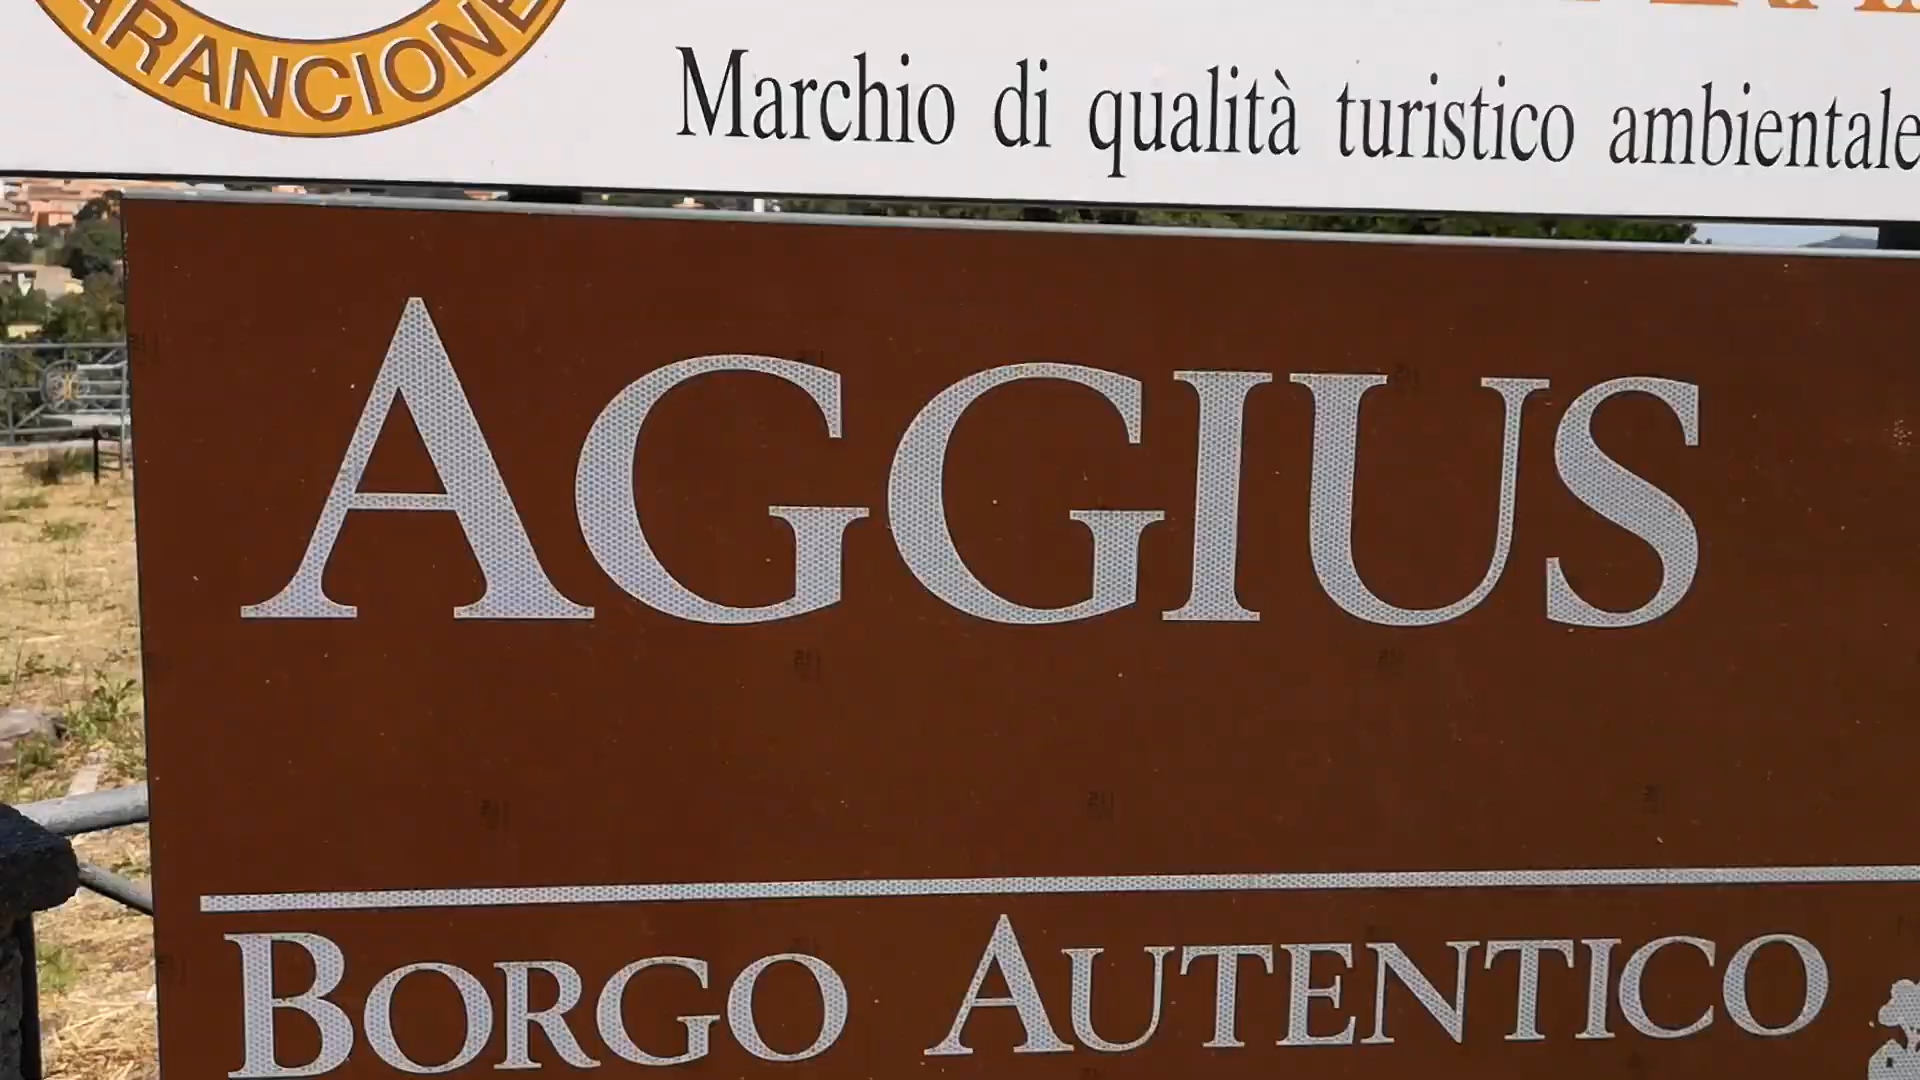 ARANCIONE
Marchio di qualità turistico ambientale
AGGIUS
BORGO AUTENTICO